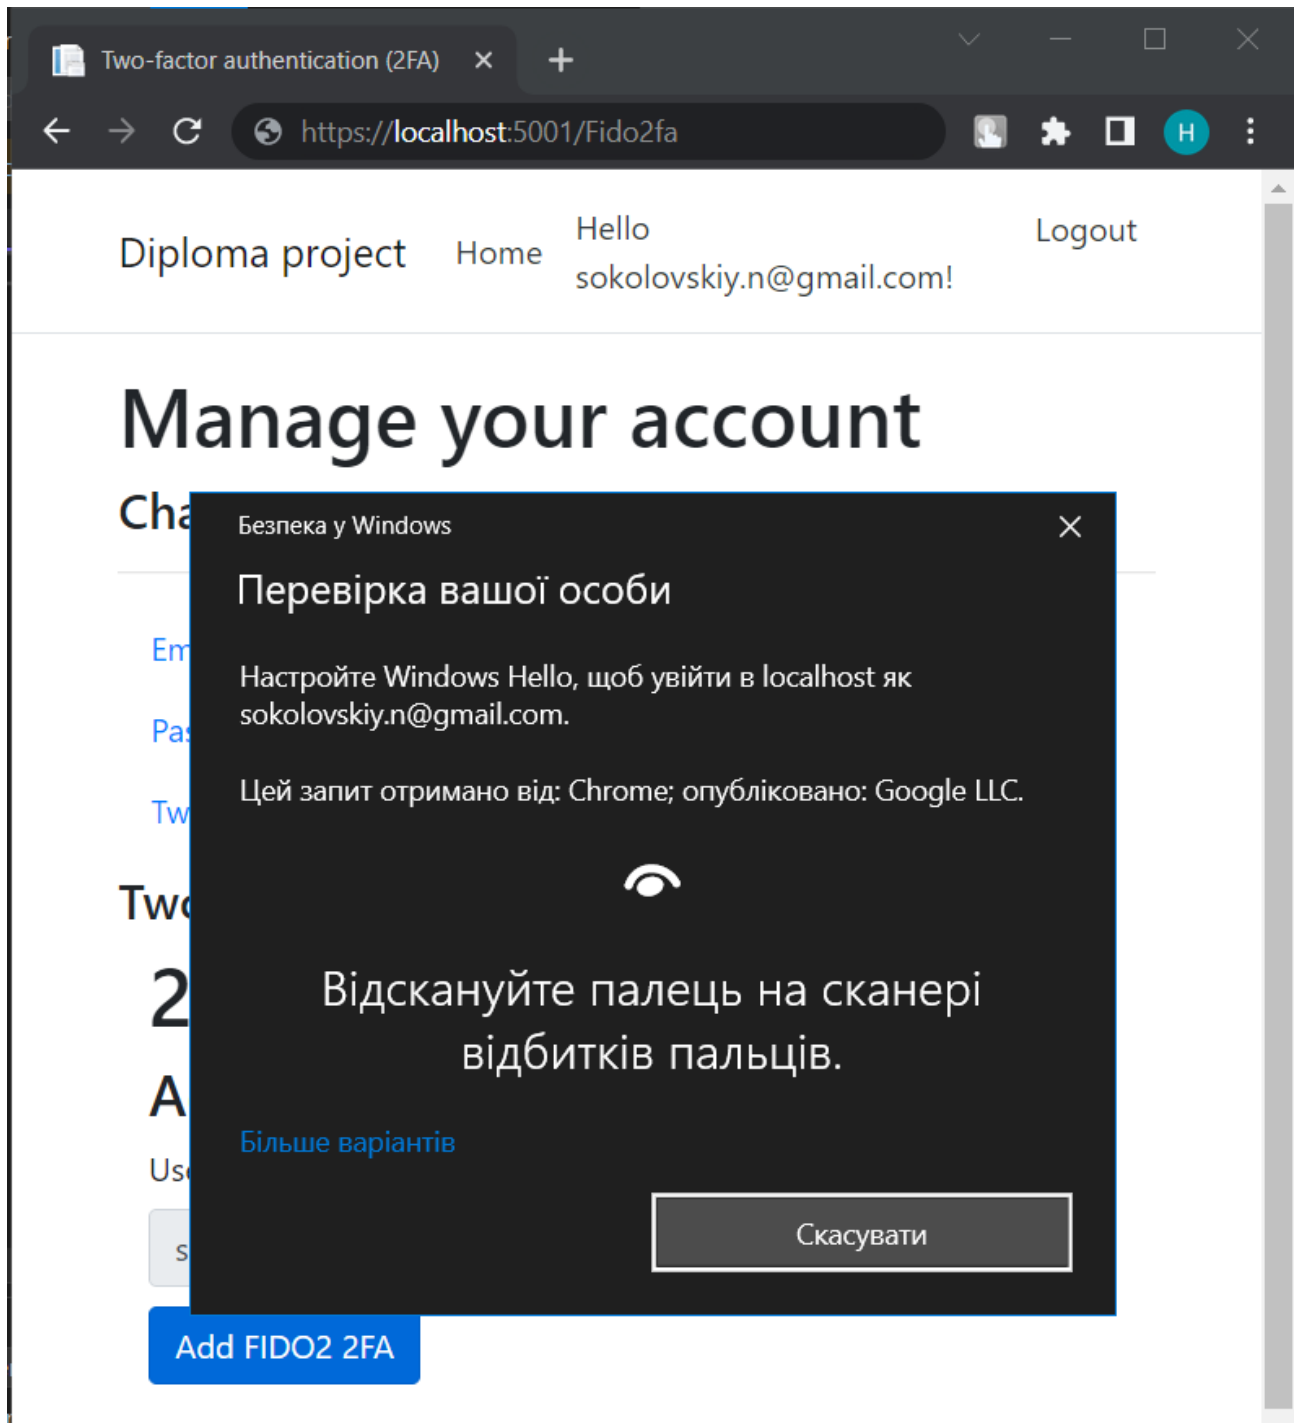 Two-factor authentication (2FA)
https://localhost:5001/Fido2fa
H
Diploma project
Home
Hello
sokolovskiy.n@gmail.com!
Logout
Manage your account
Безпека у Windows
Перевірка вашої особи
Настройте Windows Hello, щоб увійти в localhost як
sokolovskiy.n@gmail.com.
Цей запит отримано від: Chrome; опубліковано: Google LLC.
Відскануйте палець на сканері
відбитків пальців.
Більше варіантів
Скасувати
Add FIDO2 2FA